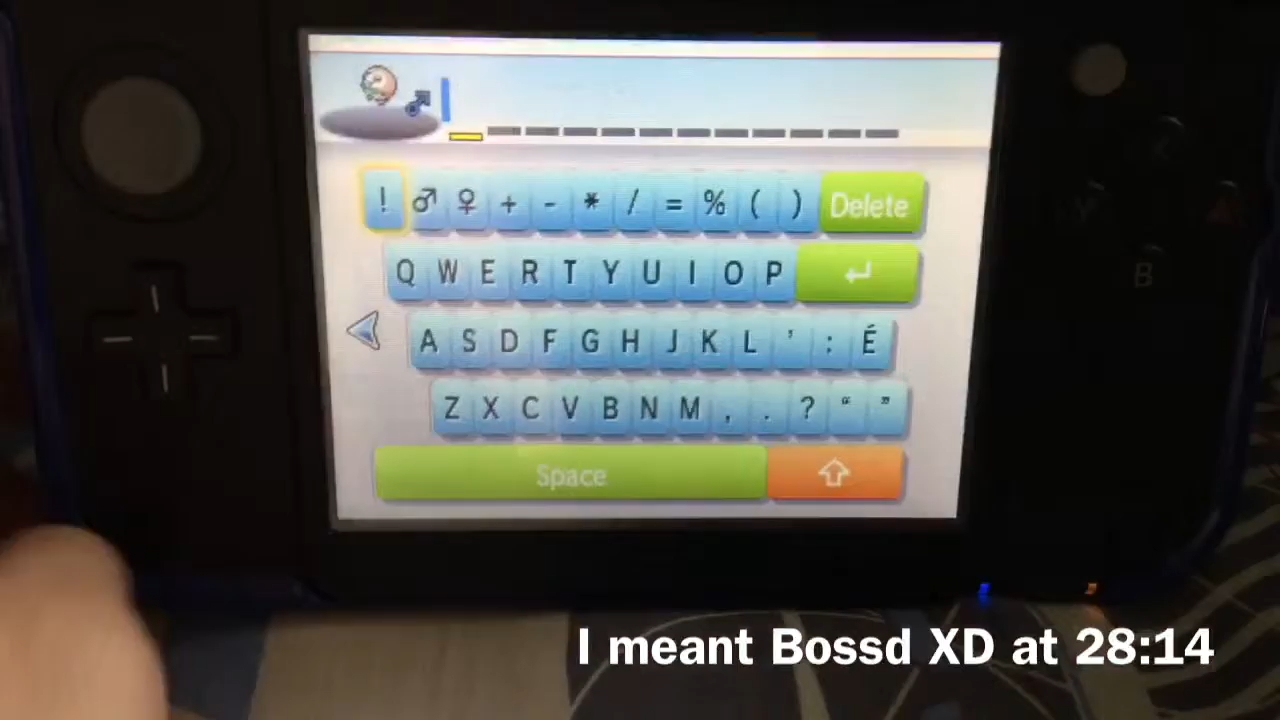 ! ♂ ♀ + - * / = % ( ) Delete
Q W E R T Y U I O P ↵
A S D F G H J K L ' : É
Z X C V B N M , . ? “ ”
Space
B
I meant Bossd XD at 28:14